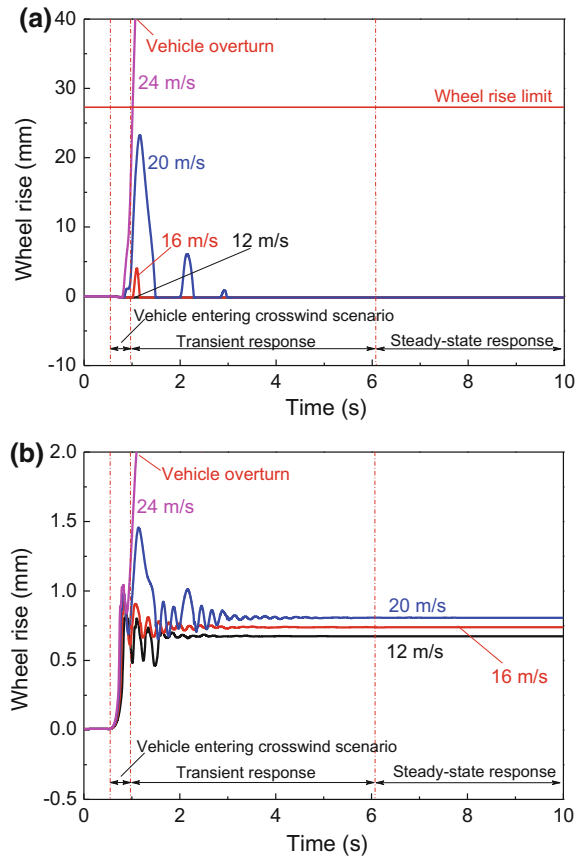 (a)
40
30
20
10
0
-10
Wheel rise (mm)
Vehicle overturn
24 m/s
Wheel rise limit
20 m/s
16 m/s
12 m/s
Vehicle entering crosswind scenario
Transient response
Steady-state response
0
2
4
6
8
10
Time (s)
(b)
2.0
1.5
1.0
0.5
0.0
-0.5
Wheel rise (mm)
Vehicle overturn
24 m/s
20 m/s
12 m/s
16 m/s
Vehicle entering crosswind scenario
Transient response
Steady-state response
0
2
4
6
8
10
Time (s)